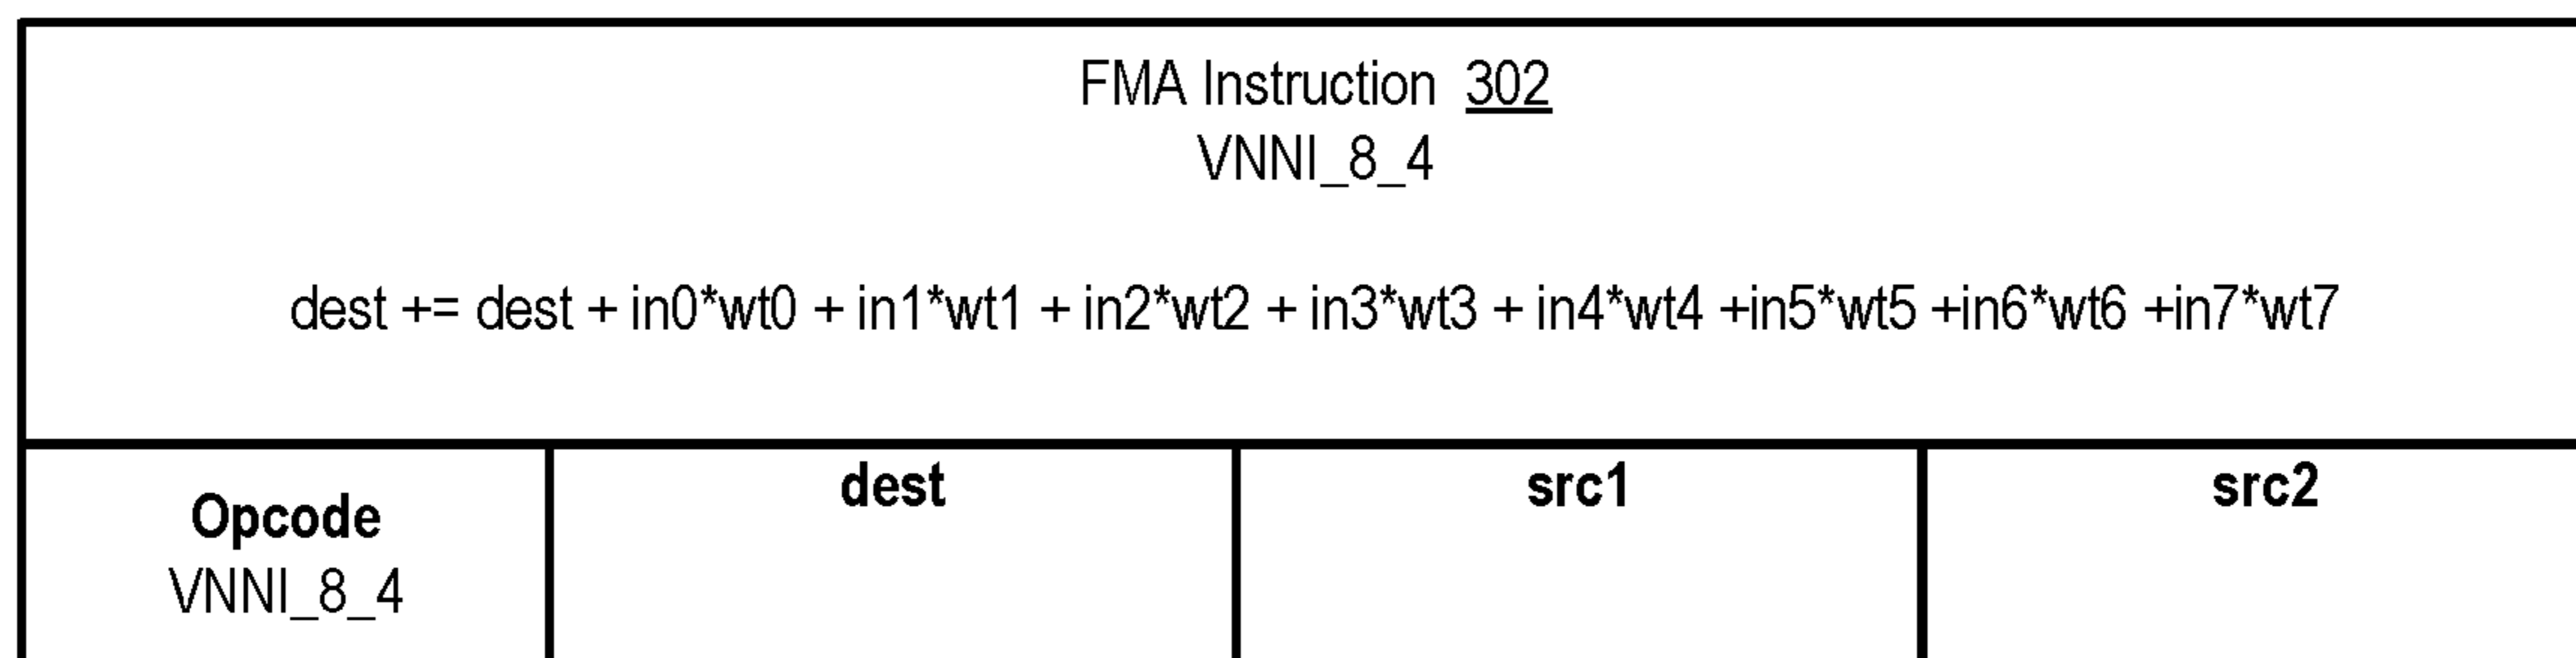 FMA Instruction 302
VNNI_8_4
dest += dest + in0*wt0 + in1*wt1 + in2*wt2 + in3*wt3 + in4*wt4 +in5*wt5 +in6*wt6 +in7*wt7
Opcode
VNNI_8_4
dest
src1
src2